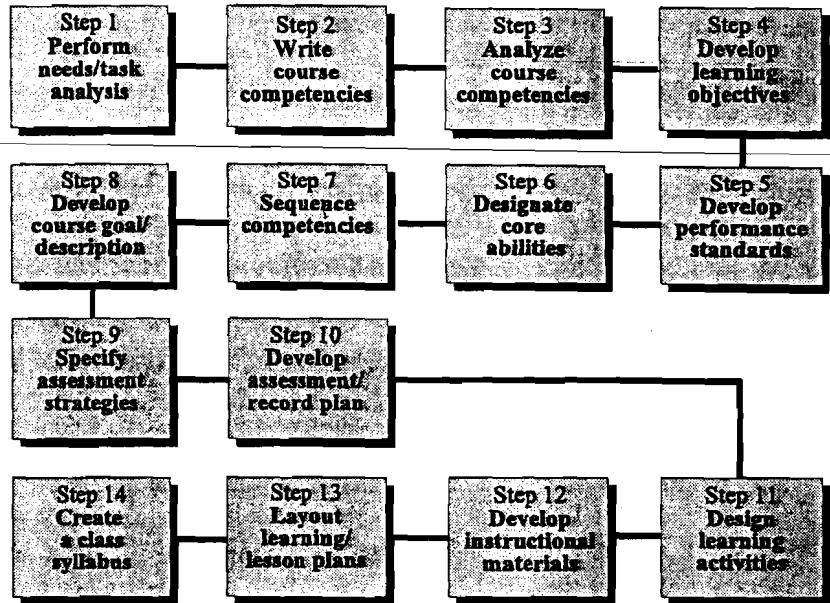 Step 1
Perform
needs/task
analysis
Step 2
Write
course
competencies
Step 3
Analyze
course
competencies
Step 4
Develop
learning
objectives
Step 5
Develop
performance
standards
Step 6
Designate
core
abilities
Step 7
Sequence
competencies
Step 8
Develop
course goal/
description
Step 9
Specify
assessment
strategies
Step 10
Develop
assessment/
record plan
Step 11
Design
learning
activities
Step 12
Develop
instructional
materials
Step 13
Layout
learning/
lesson plans
Step 14
Create
a class
syllabus